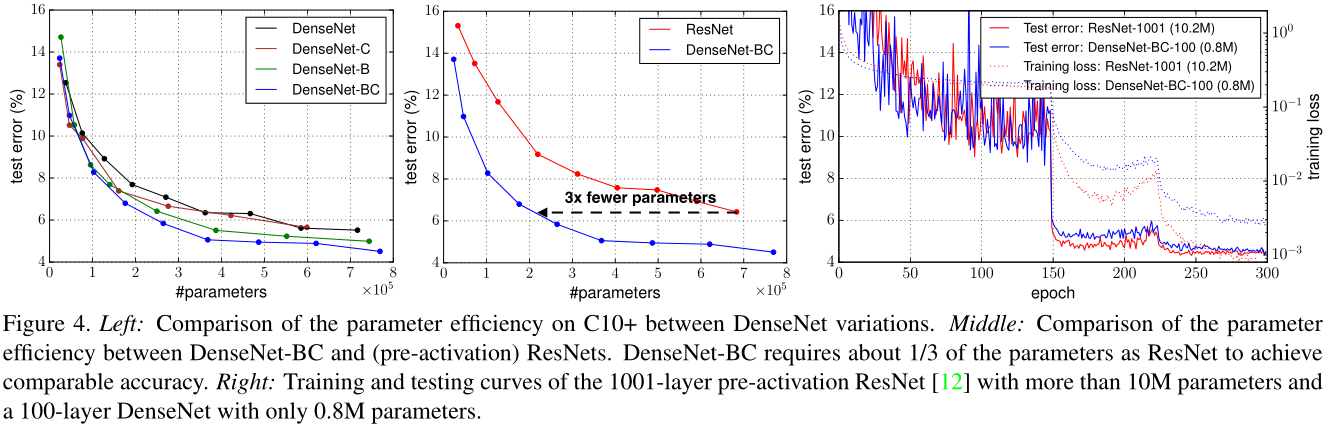 16
14
12
10
8
6
4
test error (%)
0 1 2 3 4 5 6 7 8
#parameters
×10⁵
DenseNet
DenseNet-C
DenseNet-B
DenseNet-BC
16
14
12
10
8
6
4
test error (%)
0 1 2 3 4 5 6 7 8
#parameters
×10⁵
ResNet
DenseNet-BC
3x fewer parameters
16
14
12
10
8
6
4
test error (%)
0 50 100 150 200 250 300
epoch
Test error: ResNet-1001 (10.2M)
Test error: DenseNet-BC-100 (0.8M)
Training loss: ResNet-1001 (10.2M)
Training loss: DenseNet-BC-100 (0.8M)
10⁰
10⁻¹
10⁻²
10⁻³
training loss
Figure 4. Left: Comparison of the parameter efficiency on C10+ between DenseNet variations. Middle: Comparison of the parameter
efficiency between DenseNet-BC and (pre-activation) ResNets. DenseNet-BC requires about 1/3 of the parameters as ResNet to achieve
comparable accuracy. Right: Training and testing curves of the 1001-layer pre-activation ResNet [12] with more than 10M parameters and
a 100-layer DenseNet with only 0.8M parameters.